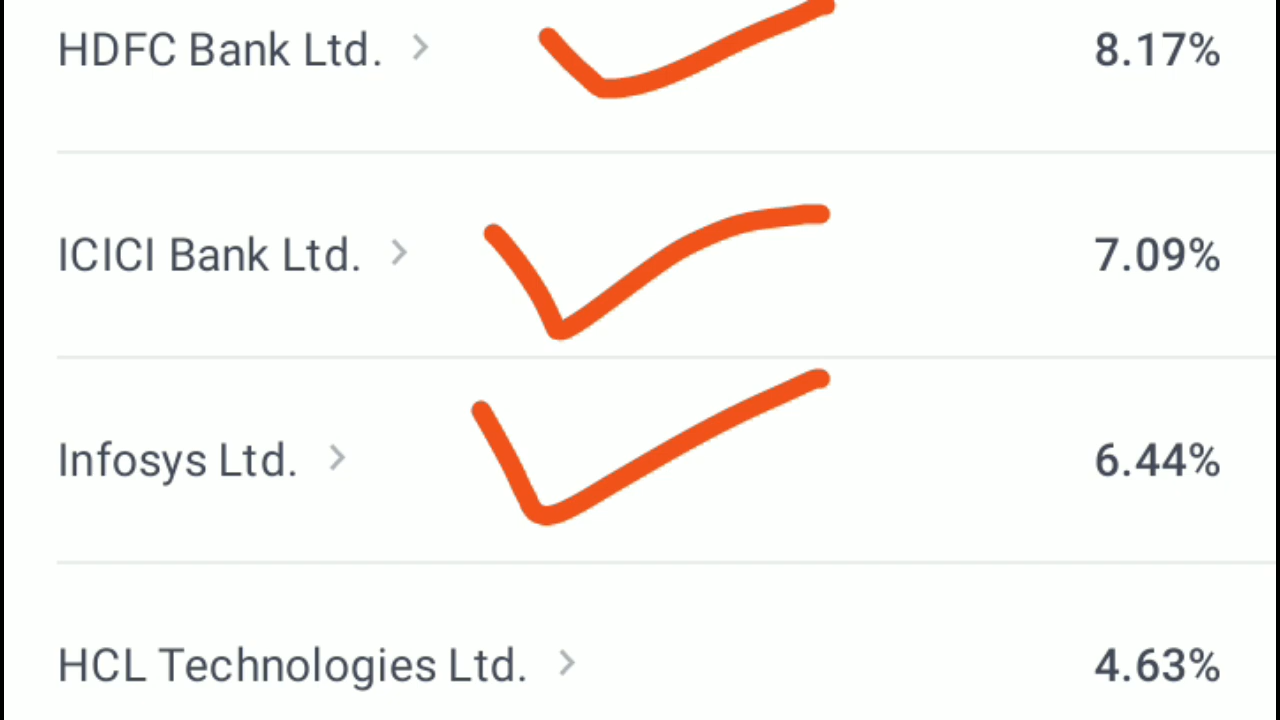 HDFC Bank Ltd. > 8.17%
ICICI Bank Ltd. > 7.09%
Infosys Ltd. > 6.44%
HCL Technologies Ltd. > 4.63%